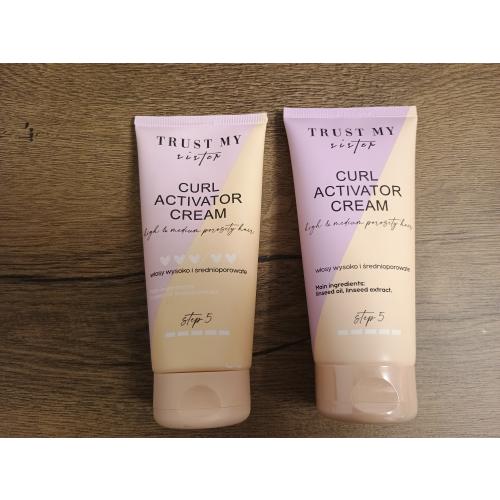 TRUST MY
sister
CURL
ACTIVATOR
CREAM
high & medium porosity hair
włosy wysoko i średnioporowate
step 5
TRUST MY
sister
CURL
ACTIVATOR
CREAM
high & medium porosity hair
włosy wysoko i średnioporowate
Main ingredients:
linseed oil, linseed extract.
step 5